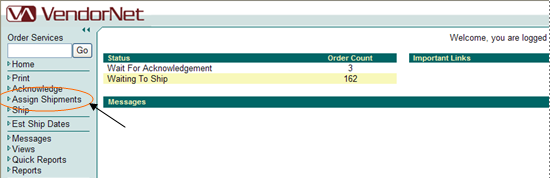 VA VendorNet
Order Services
Go
Home
Print
Acknowledge
Assign Shipments
Ship
Est Ship Dates
Messages
Views
Quick Reports
Reports
Welcome, you are logged
Status Order Count Important Links
Wait For Acknowledgement 3
Waiting To Ship 162
Messages